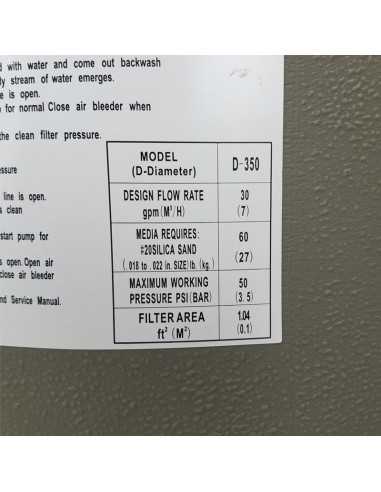 d with water and come out backwash
dy stream of water emerges.
e is open.
n for normal Close air bleeder when
the clean filter pressure.
essure
line is open.
s clean
start pump for
is open.Open air
close air bleeder
nd Service Manual.
MODEL
(D-Diameter)
D-350
DESIGN FLOW RATE
gpm(M³/H)
30
(7)
MEDIA REQUIRES:
#20SILICA SAND
(.018 to .022 in.SIZE)lb.(kg.)
60
(27)
MAXIMUM WORKING
PRESSURE PSI(BAR)
50
(3.5)
FILTER AREA
ft² (M²)
1.04
(0.1)